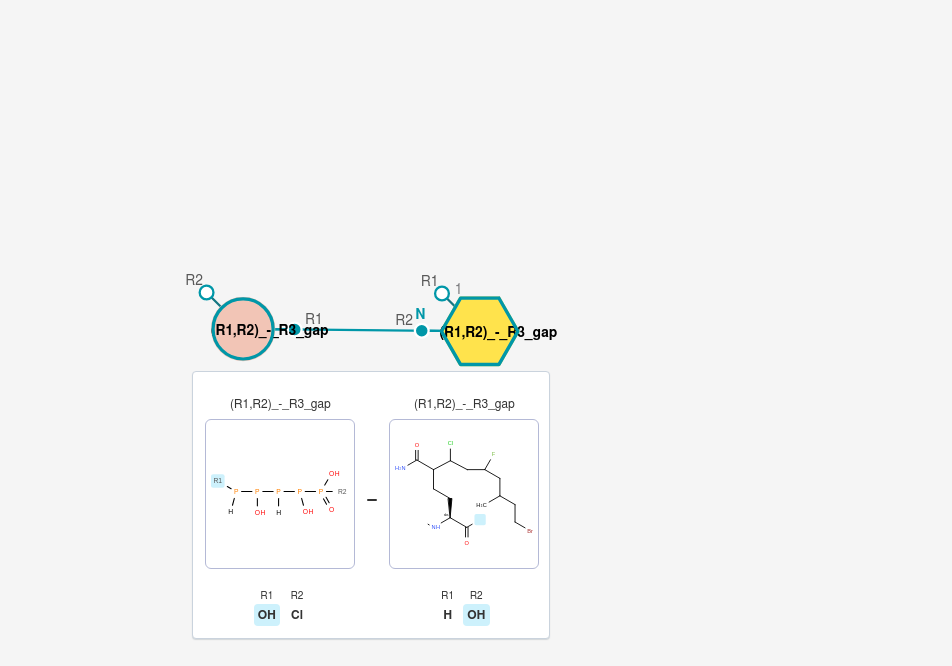 R2
R1
1
R1
R2
N
(R1,R2)_-_R3_gap
(R1,R2)_-_R3_gap
(R1,R2)_-_R3_gap
(R1,R2)_-_R3_gap
R1
P
P
P
P
P
OH
R2
O
H
OH
H
OH
O
H₂N
Cl
F
H₃C
Br
NH
O
–
R1 R2
OH Cl
R1 R2
H OH